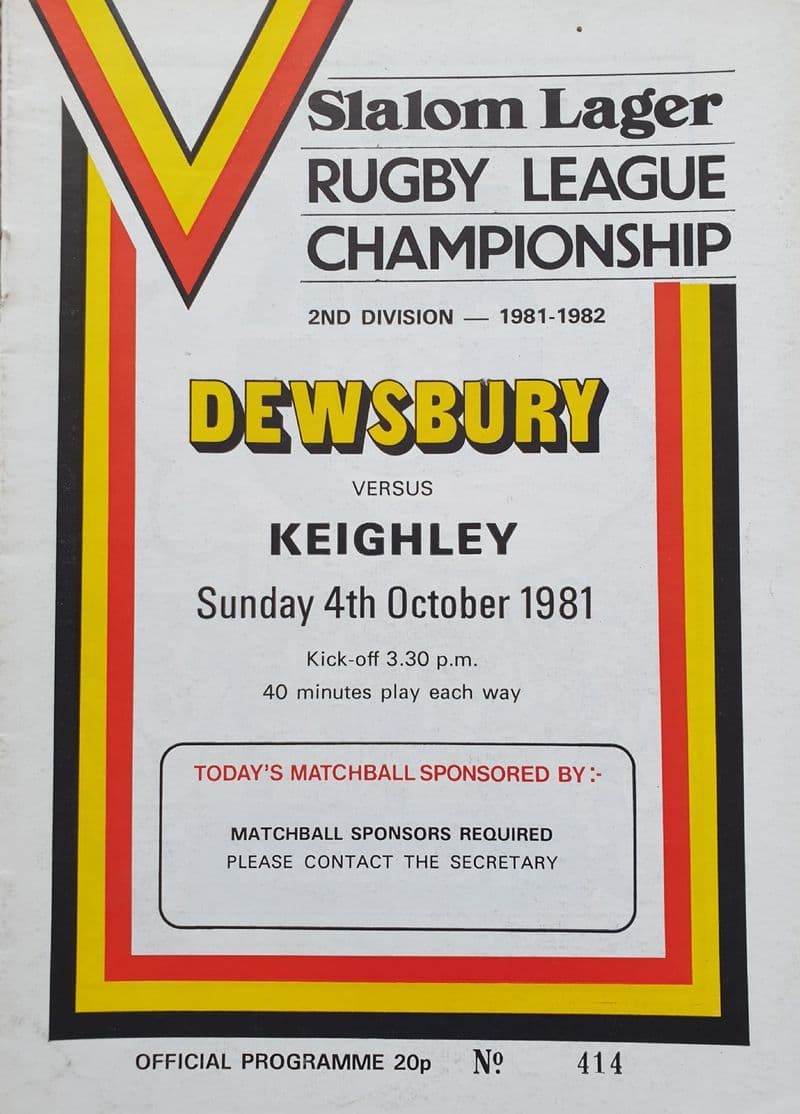 Slalom Lager
RUGBY LEAGUE
CHAMPIONSHIP
2ND DIVISION — 1981-1982
DEWSBURY
VERSUS
KEIGHLEY
Sunday 4th October 1981
Kick-off 3.30 p.m.
40 minutes play each way
TODAY'S MATCHBALL SPONSORED BY:-
MATCHBALL SPONSORS REQUIRED
PLEASE CONTACT THE SECRETARY
OFFICIAL PROGRAMME 20p Nº 414